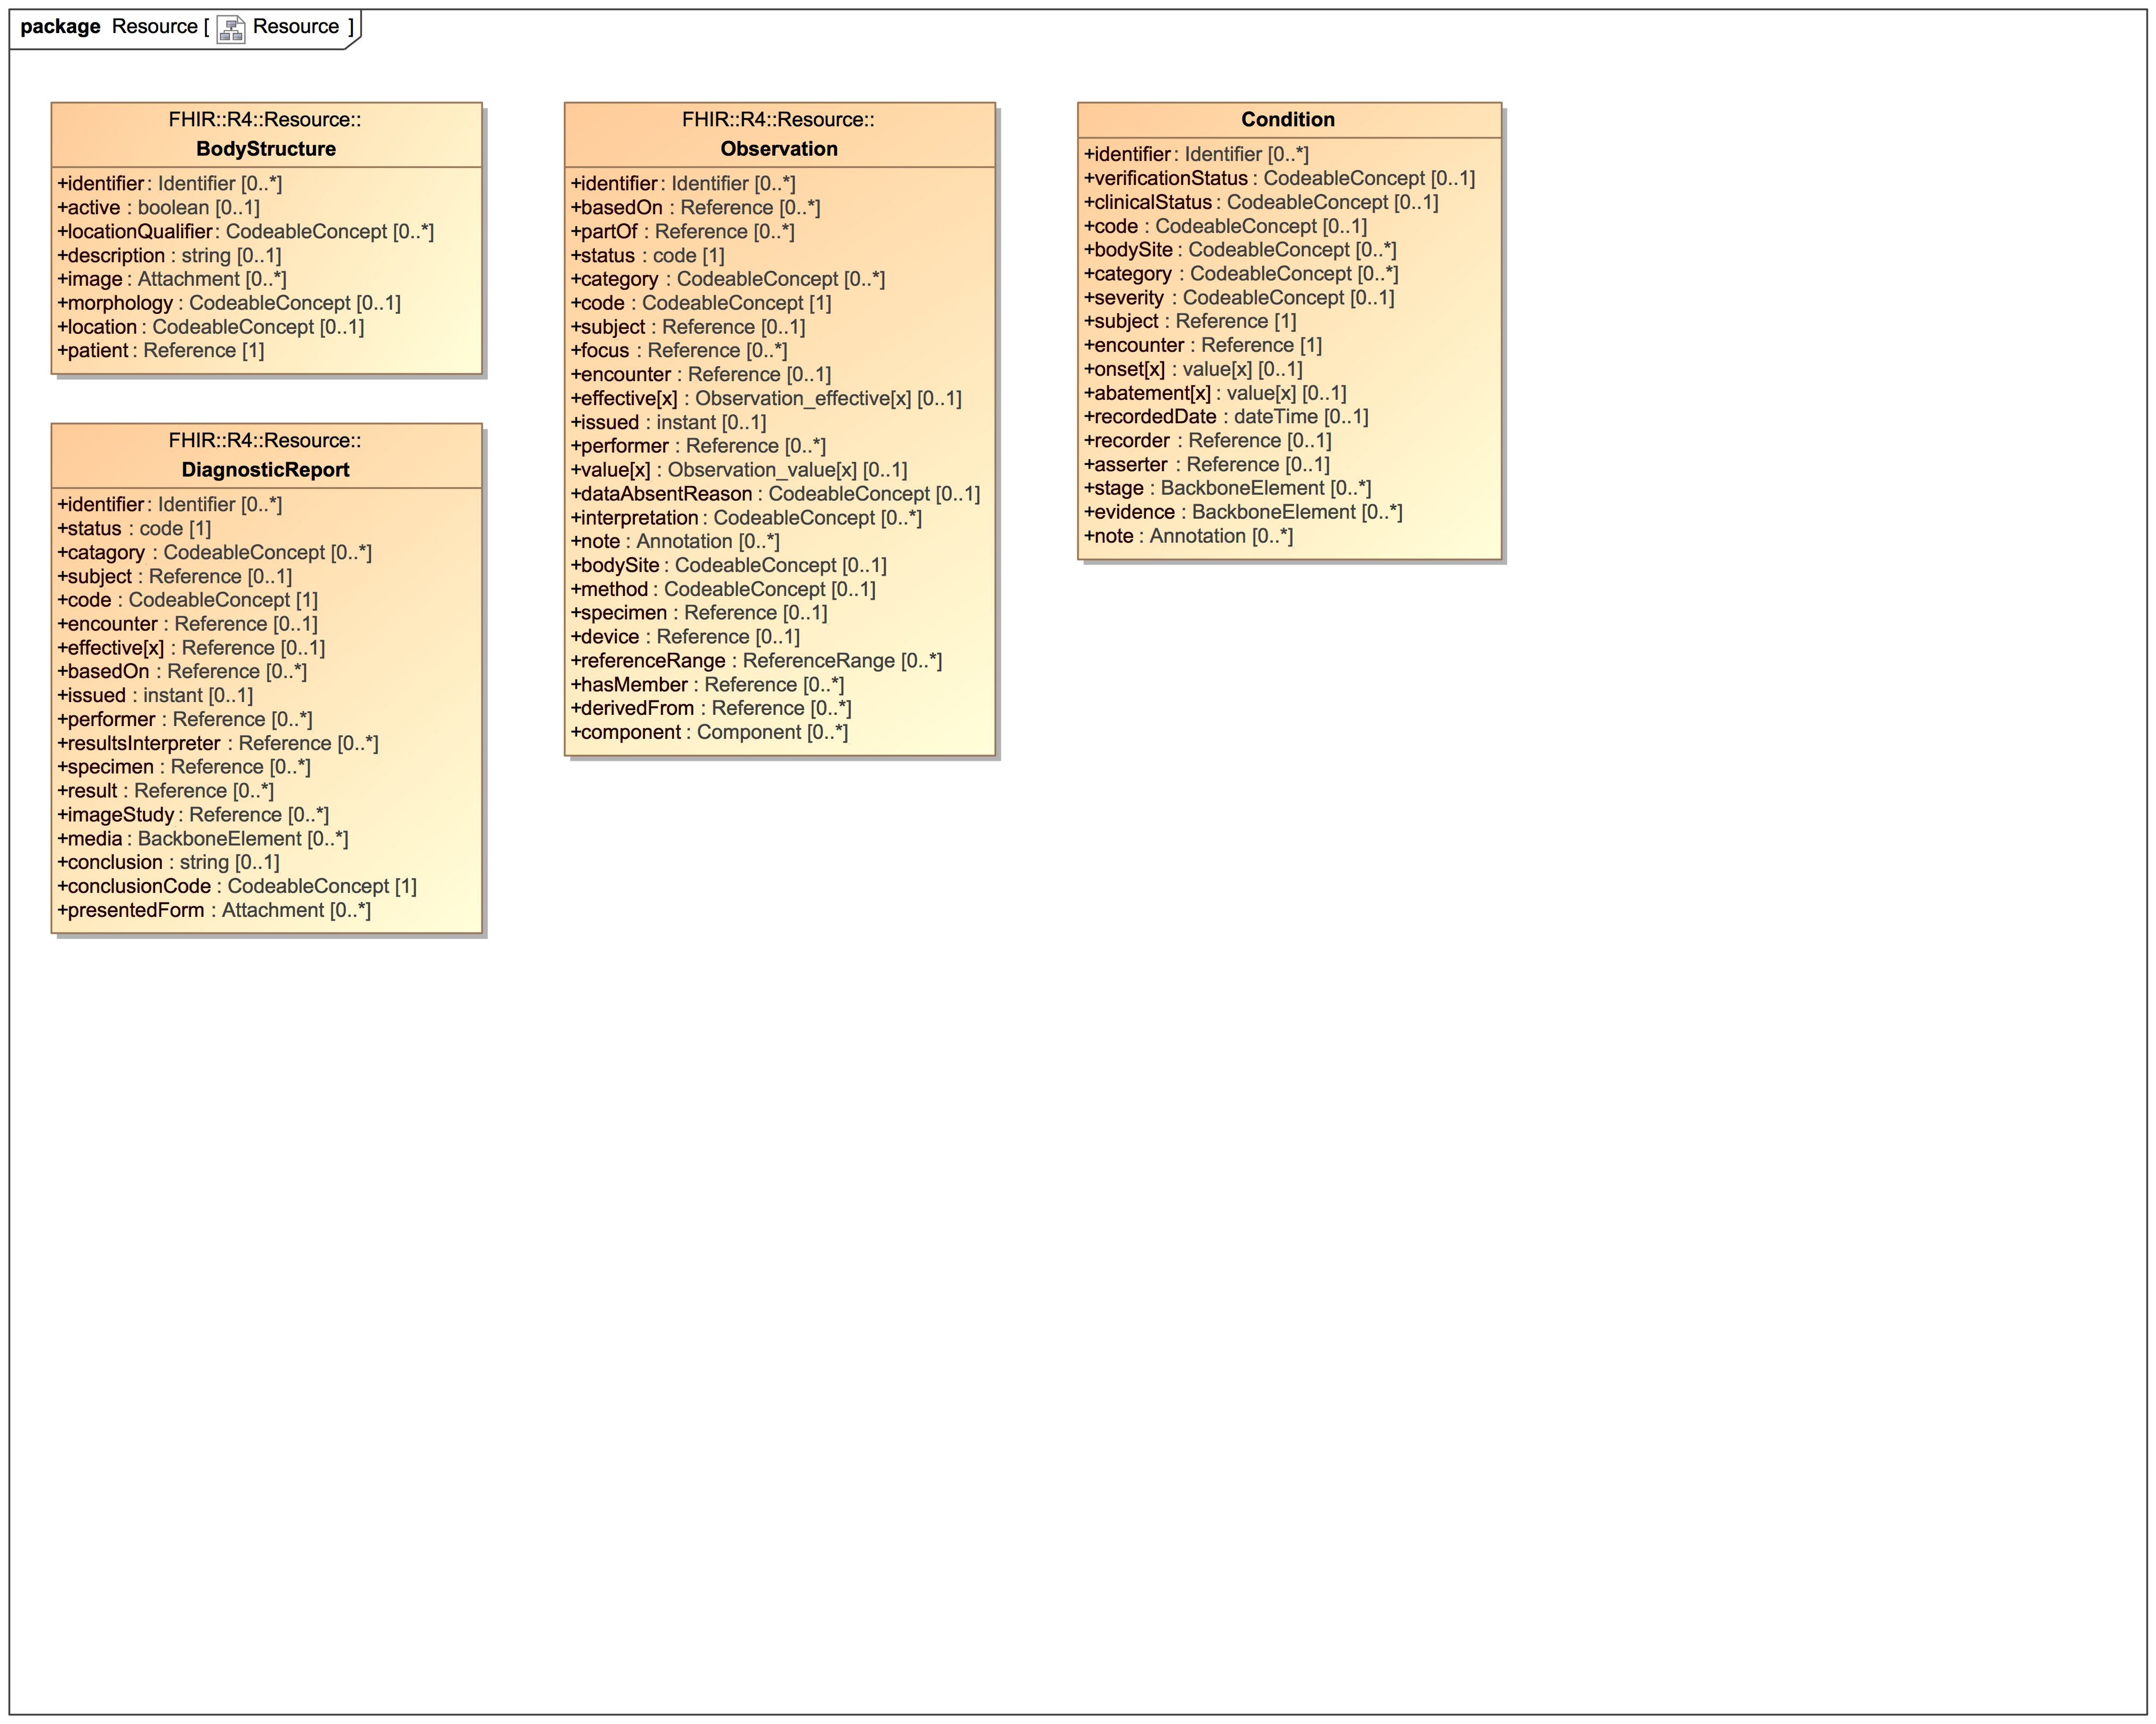 package Resource [ Resource ]
FHIR::R4::Resource::
BodyStructure
+identifier : Identifier [0..*]
+active : boolean [0..1]
+locationQualifier : CodeableConcept [0..*]
+description : string [0..1]
+image : Attachment [0..*]
+morphology : CodeableConcept [0..1]
+location : CodeableConcept [0..1]
+patient : Reference [1]
FHIR::R4::Resource::
DiagnosticReport
+identifier : Identifier [0..*]
+status : code [1]
+catagory : CodeableConcept [0..*]
+subject : Reference [0..1]
+code : CodeableConcept [1]
+encounter : Reference [0..1]
+effective[x] : Reference [0..1]
+basedOn : Reference [0..*]
+issued : instant [0..1]
+performer : Reference [0..*]
+resultsInterpreter : Reference [0..*]
+specimen : Reference [0..*]
+result : Reference [0..*]
+imageStudy : Reference [0..*]
+media : BackboneElement [0..*]
+conclusion : string [0..1]
+conclusionCode : CodeableConcept [1]
+presentedForm : Attachment [0..*]
FHIR::R4::Resource::
Observation
+identifier : Identifier [0..*]
+basedOn : Reference [0..*]
+partOf : Reference [0..*]
+status : code [1]
+category : CodeableConcept [0..*]
+code : CodeableConcept [1]
+subject : Reference [0..1]
+focus : Reference [0..*]
+encounter : Reference [0..1]
+effective[x] : Observation_effective[x] [0..1]
+issued : instant [0..1]
+performer : Reference [0..*]
+value[x] : Observation_value[x] [0..1]
+dataAbsentReason : CodeableConcept [0..1]
+interpretation : CodeableConcept [0..*]
+note : Annotation [0..*]
+bodySite : CodeableConcept [0..1]
+method : CodeableConcept [0..1]
+specimen : Reference [0..1]
+device : Reference [0..1]
+referenceRange : ReferenceRange [0..*]
+hasMember : Reference [0..*]
+derivedFrom : Reference [0..*]
+component : Component [0..*]
Condition
+identifier : Identifier [0..*]
+verificationStatus : CodeableConcept [0..1]
+clinicalStatus : CodeableConcept [0..1]
+code : CodeableConcept [0..1]
+bodySite : CodeableConcept [0..*]
+category : CodeableConcept [0..*]
+severity : CodeableConcept [0..1]
+subject : Reference [1]
+encounter : Reference [1]
+onset[x] : value[x] [0..1]
+abatement[x] : value[x] [0..1]
+recordedDate : dateTime [0..1]
+recorder : Reference [0..1]
+asserter : Reference [0..1]
+stage : BackboneElement [0..*]
+evidence : BackboneElement [0..*]
+note : Annotation [0..*]